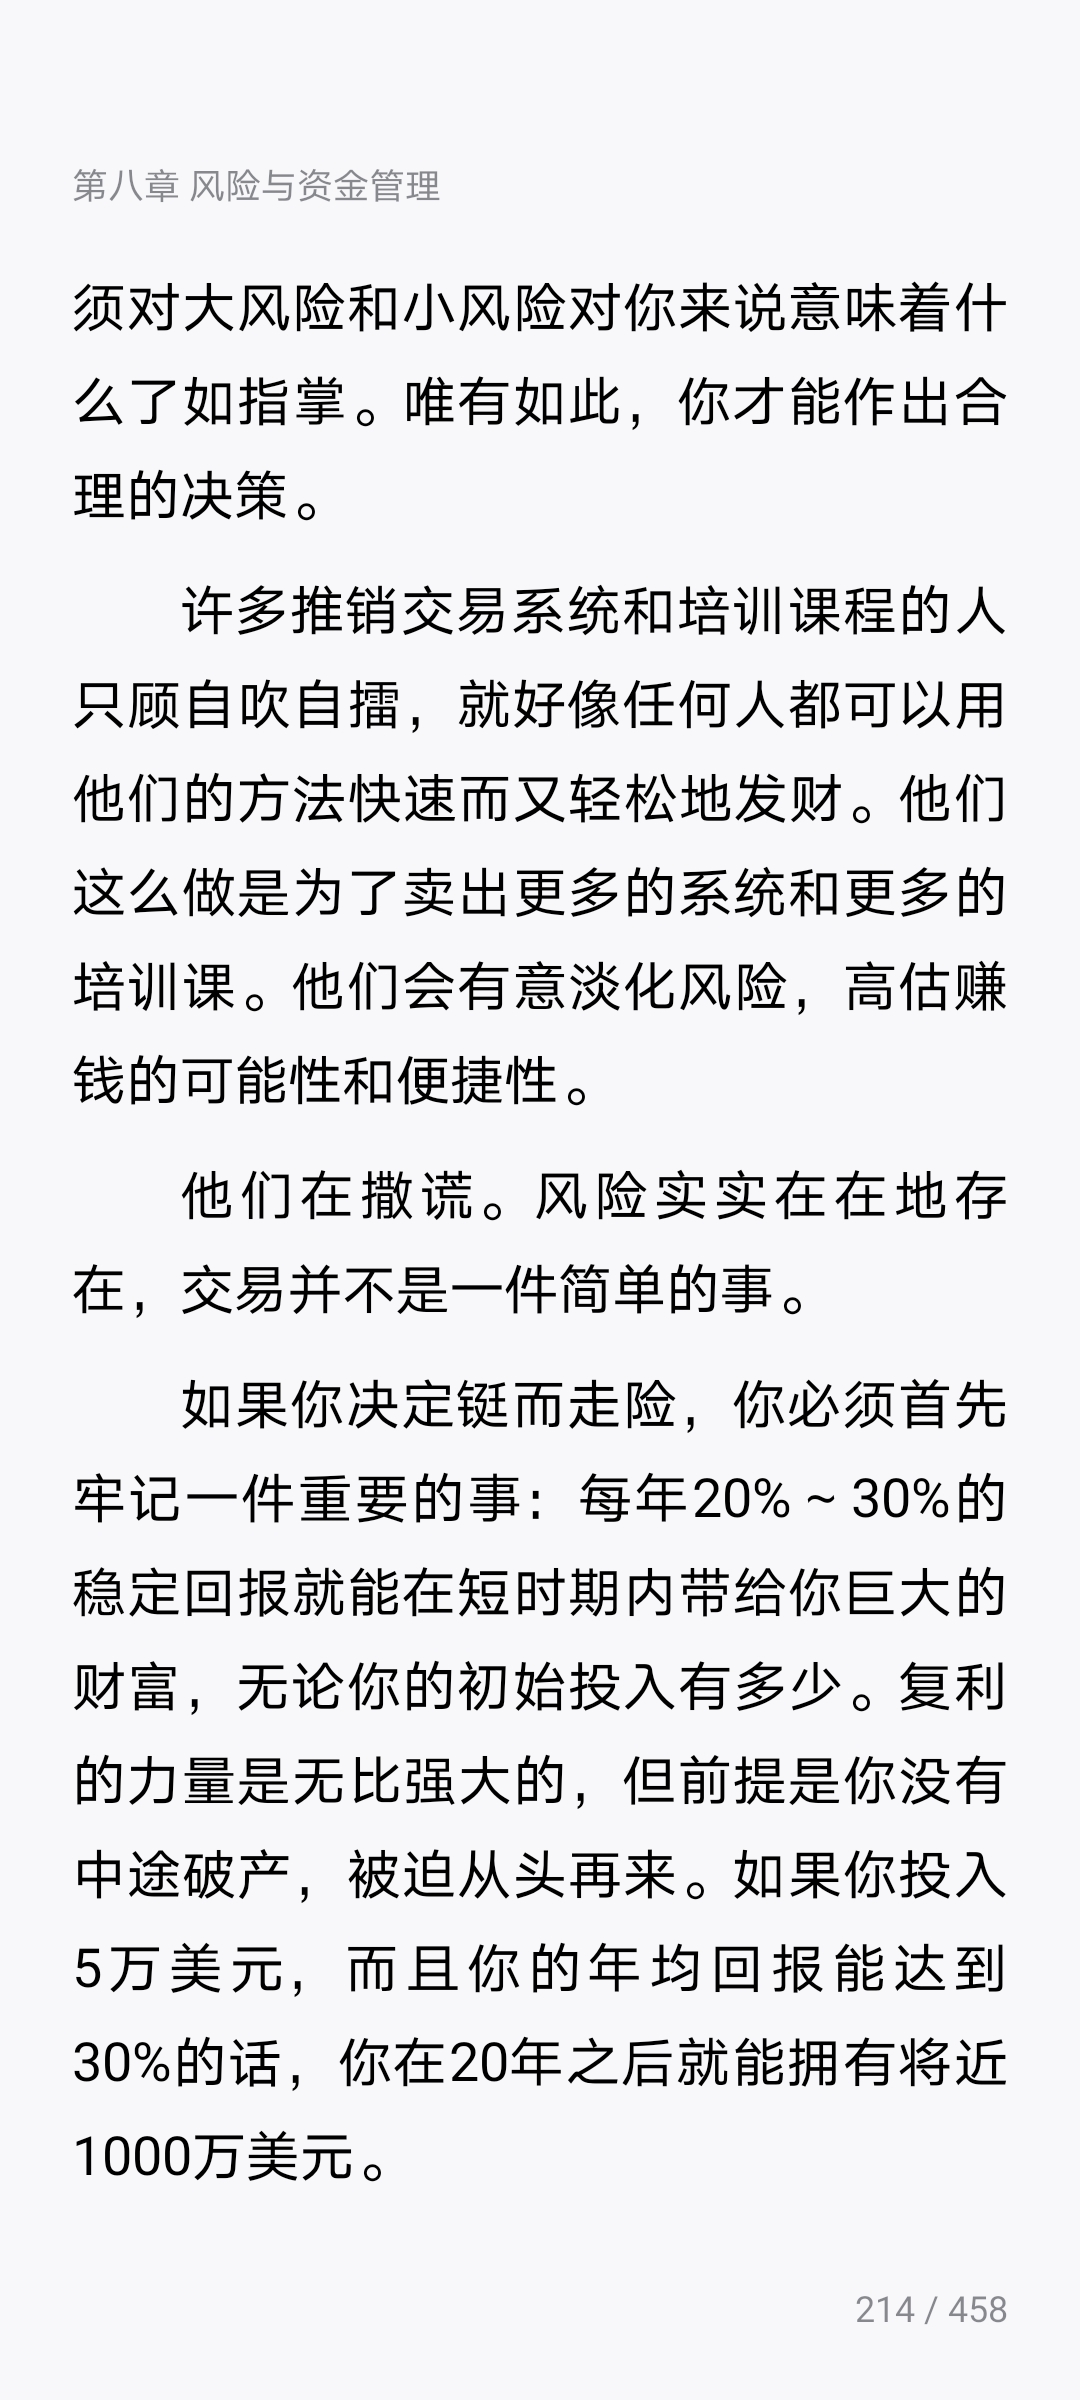 第八章 风险与资金管理
须对大风险和小风险对你来说意味着什
么了如指掌。唯有如此，你才能作出合
理的决策。
许多推销交易系统和培训课程的人
只顾自吹自擂，就好像任何人都可以用
他们的方法快速而又轻松地发财。他们
这么做是为了卖出更多的系统和更多的
培训课。他们会有意淡化风险，高估赚
钱的可能性和便捷性。
他们在撒谎。风险实实在在地存
在，交易并不是一件简单的事。
如果你决定铤而走险，你必须首先
牢记一件重要的事：每年20% ~ 30%的
稳定回报就能在短时期内带给你巨大的
财富，无论你的初始投入有多少。复利
的力量是无比强大的，但前提是你没有
中途破产，被迫从头再来。如果你投入
5万美元，而且你的年均回报能达到
30%的话，你在20年之后就能拥有将近
1000万美元。
214 / 458